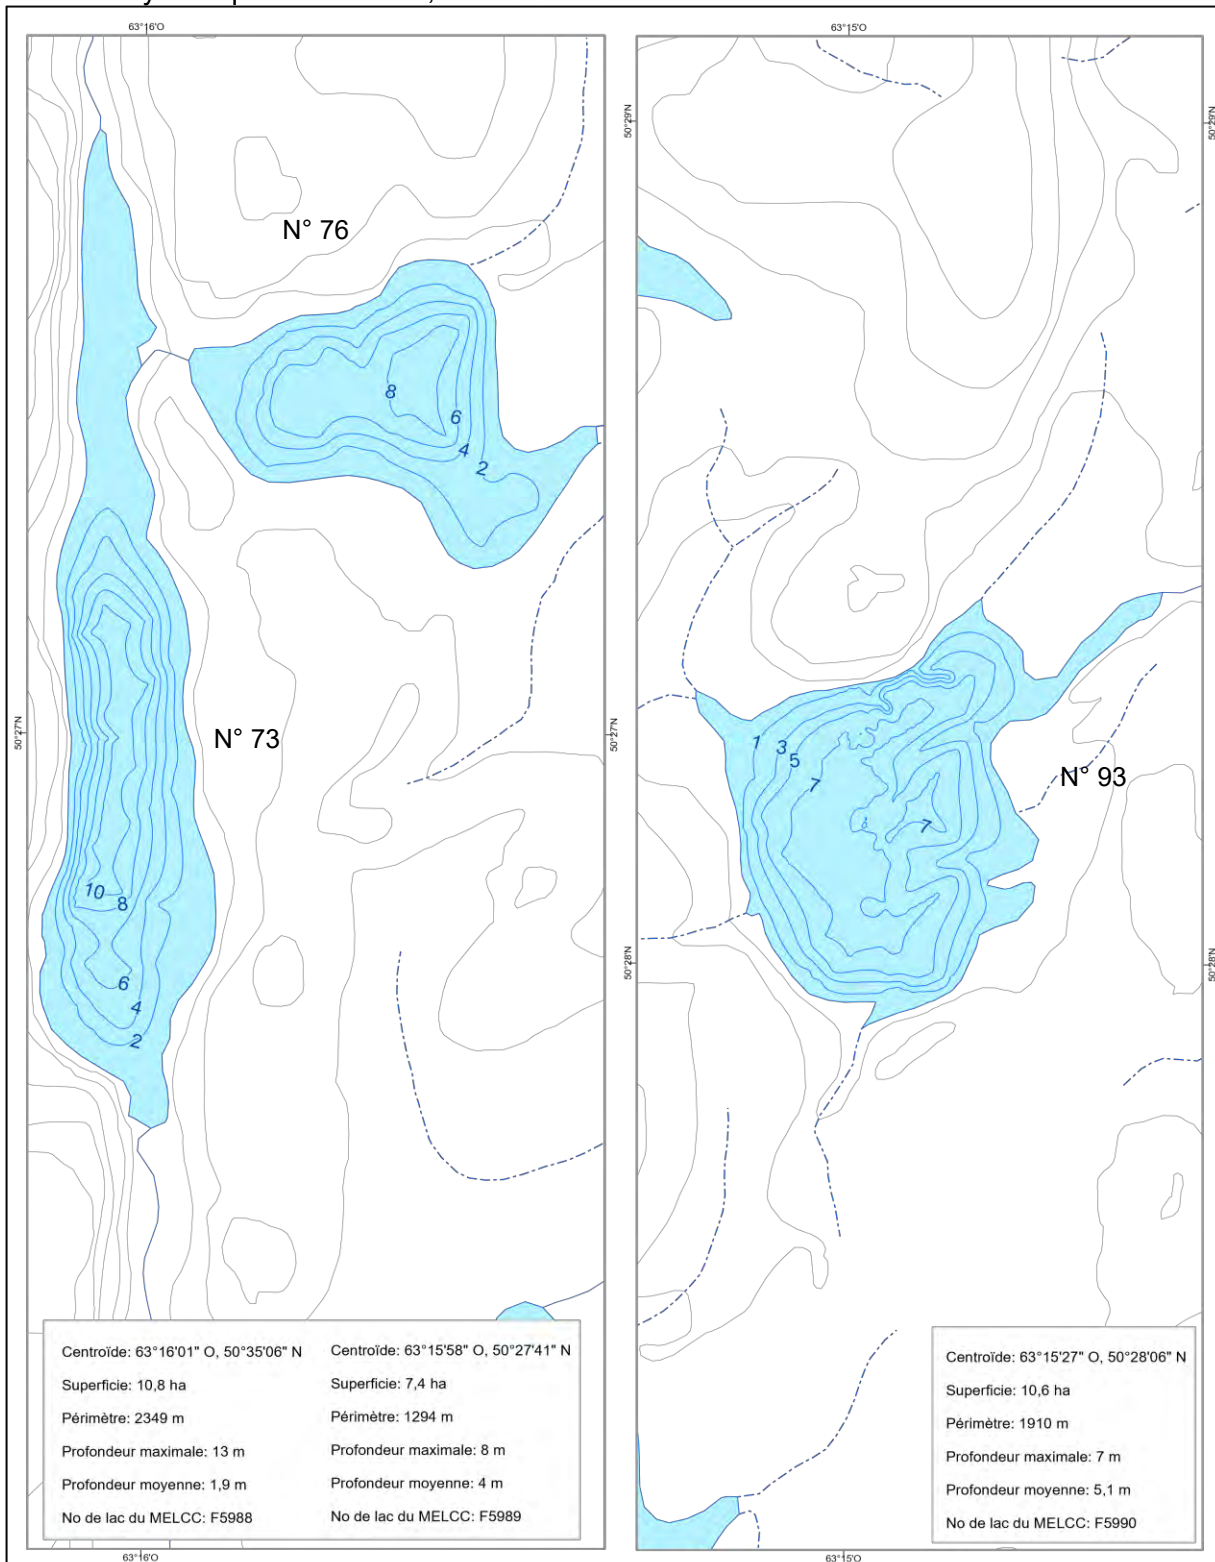 63°16'O
63°15'O
50°29'N
50°29'N
N° 76
8
6
4
2
50°27'N
50°27'N
N° 73
10
8
6
4
2
1
3
5
7
7
N° 93
50°28'N
50°28'N
Centroïde: 63°16'01" O, 50°35'06" N
Superficie: 10,8 ha
Périmètre: 2349 m
Profondeur maximale: 13 m
Profondeur moyenne: 1,9 m
No de lac du MELCC: F5988
Centroïde: 63°15'58" O, 50°27'41" N
Superficie: 7,4 ha
Périmètre: 1294 m
Profondeur maximale: 8 m
Profondeur moyenne: 4 m
No de lac du MELCC: F5989
Centroïde: 63°15'27" O, 50°28'06" N
Superficie: 10,6 ha
Périmètre: 1910 m
Profondeur maximale: 7 m
Profondeur moyenne: 5,1 m
No de lac du MELCC: F5990
63°16'O
63°15'O